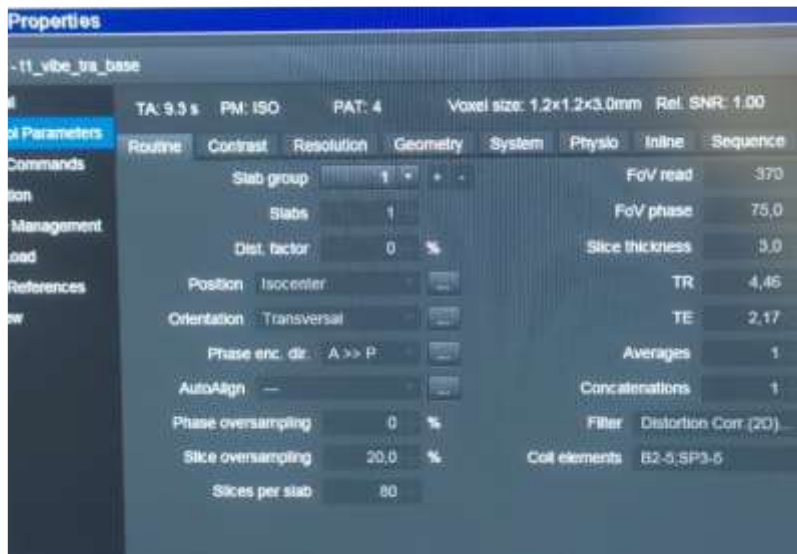 Properties
- t1_vibe_tra_base
TA: 9.3 s PM: ISO PAT: 4 Voxel size: 1.2×1.2×3.0mm Rel. SNR: 1.00
Parameters
Routine Contrast Resolution Geometry System Physio Inline Sequence
Commands
Slab group 1 + - FoV read 370
Slabs 1 FoV phase 75,0
Management
Dist. factor 0 % Slice thickness 3.0
References
Position Isocenter ... TR 4,46
Orientation Transversal ... TE 2,17
Phase enc. dir. A >> P ... Averages 1
AutoAlign --- ... Concatenations 1
Phase oversampling 0 % Filter Distortion Corr.(2D)...
Slice oversampling 20,0 % Coil elements B2-5;SP3-5
Slices per slab 80